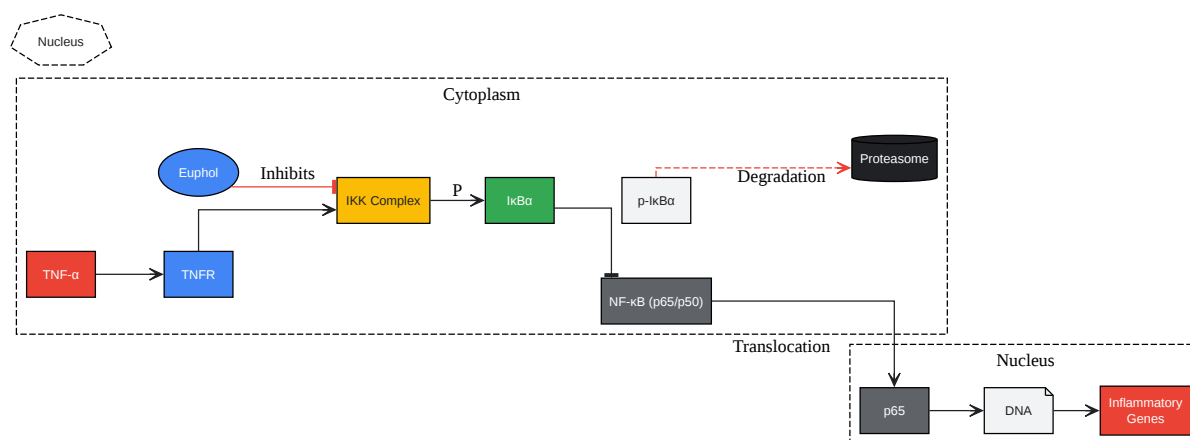 Nucleus
Cytoplasm
Euphol
Inhibits
Proteasome
Degradation
IKK Complex
P
IκBα
p-IκBα
TNF-α
TNFR
NF-κB (p65/p50)
Translocation
Nucleus
p65
DNA
Inflammatory
Genes